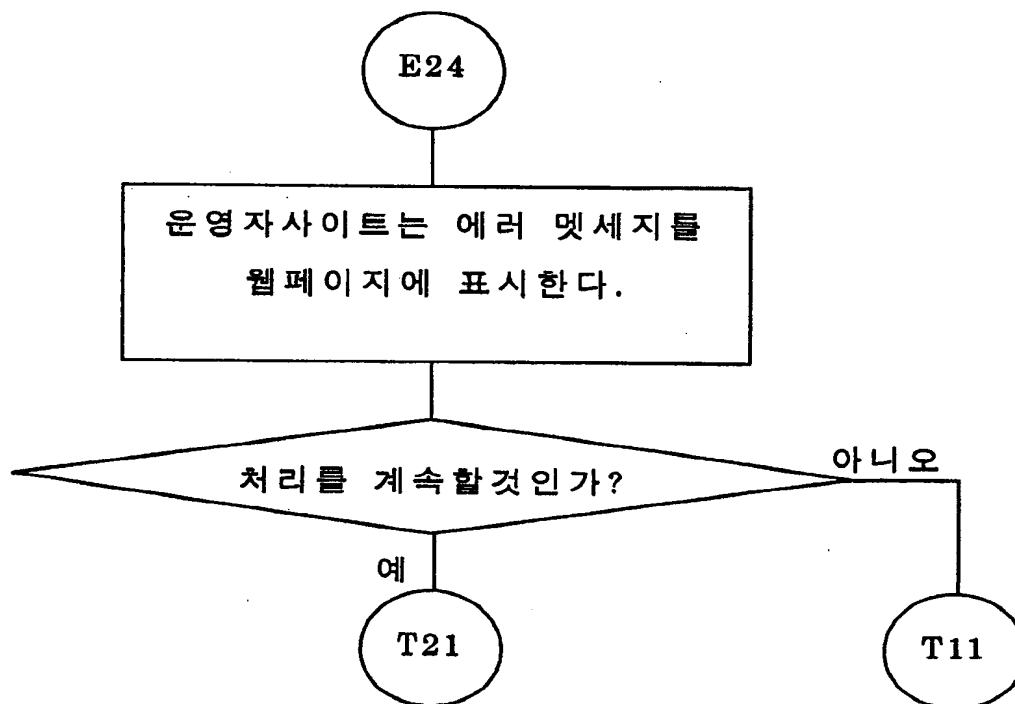 E24
운영자사이트는 에러 멧세지를
웹페이지에 표시한다.
처리를 계속할것인가?
아니오
예
T21
T11